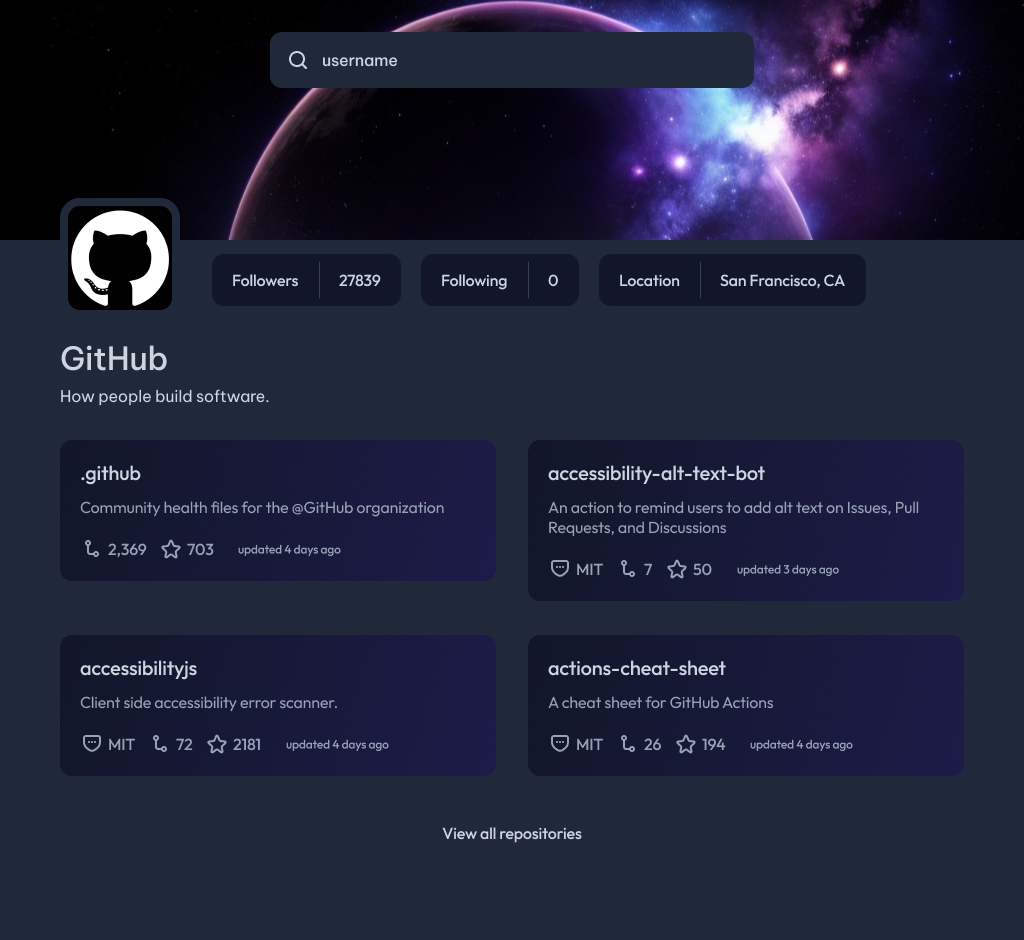 username
Followers 27839 Following 0 Location San Francisco, CA
GitHub
How people build software.
.github
Community health files for the @GitHub organization
2,369 703 updated 4 days ago
accessibility-alt-text-bot
An action to remind users to add alt text on Issues, Pull
Requests, and Discussions
MIT 7 50 updated 3 days ago
accessibilityjs
Client side accessibility error scanner.
MIT 72 2181 updated 4 days ago
actions-cheat-sheet
A cheat sheet for GitHub Actions
MIT 26 194 updated 4 days ago
View all repositories